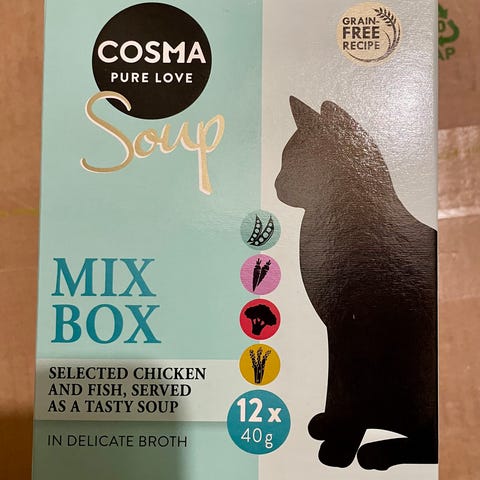 COSMA
PURE LOVE
Soup
GRAIN-
FREE
RECIPE
MIX
BOX
SELECTED CHICKEN
AND FISH, SERVED
AS A TASTY SOUP
IN DELICATE BROTH
12 x
40g